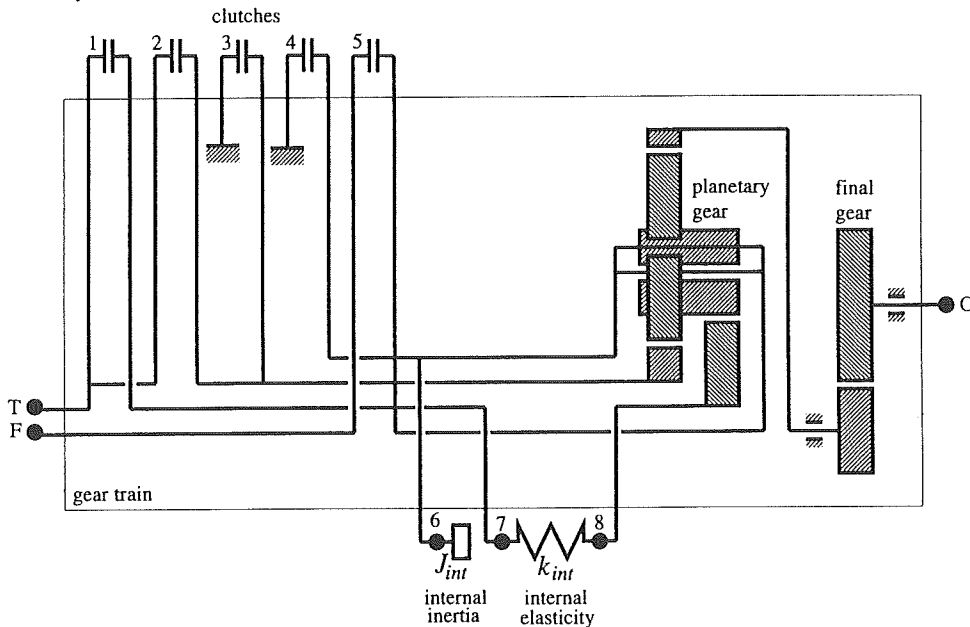 clutches
1 2 3 4 5
planetary
gear
final
gear
O
T
F
gear train
6 7 8
J_int k_int
internal internal
inertia elasticity